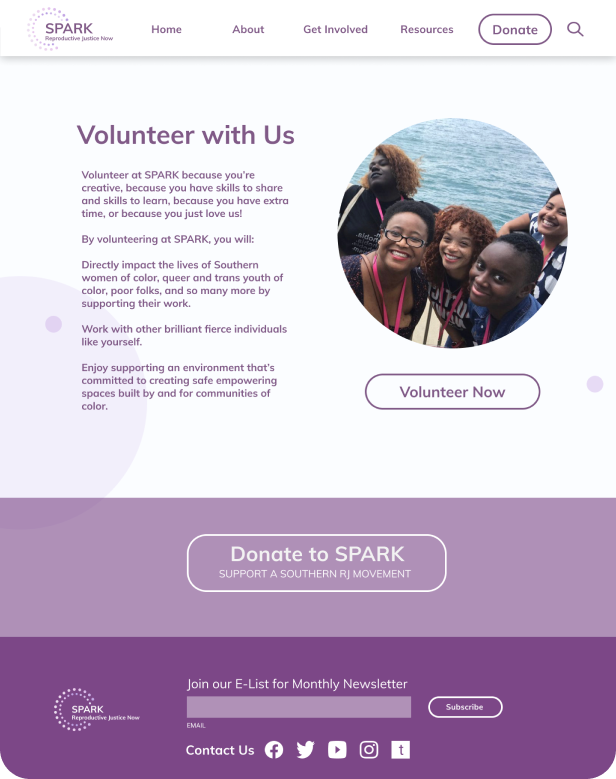 SPARK
Reproductive Justice Now
Home
About
Get Involved
Resources
Donate
Volunteer with Us
Volunteer at SPARK because you're
creative, because you have skills to share
and skills to learn, because you have extra
time, or because you just love us!
By volunteering at SPARK, you will:
Directly impact the lives of Southern
women of color, queer and trans youth of
color, poor folks, and so many more by
supporting their work.
Work with other brilliant fierce individuals
like yourself.
Enjoy supporting an environment that's
committed to creating safe empowering
spaces built by and for communities of
color.
Volunteer Now
Donate to SPARK
SUPPORT A SOUTHERN RJ MOVEMENT
SPARK
Reproductive Justice Now
Join our E-List for Monthly Newsletter
Subscribe
EMAIL
Contact Us